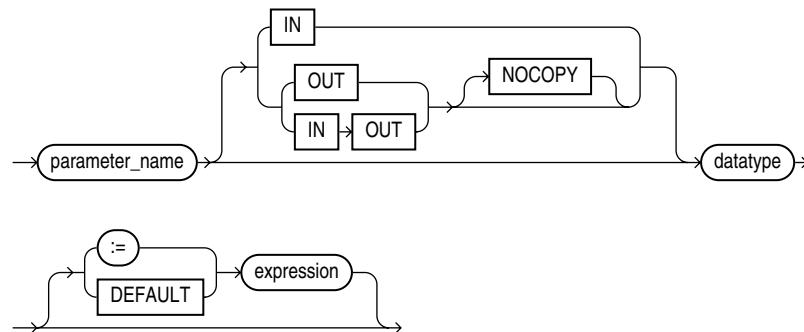 IN
OUT
NOCOPY
IN OUT
parameter_name datatype
:=
DEFAULT
expression